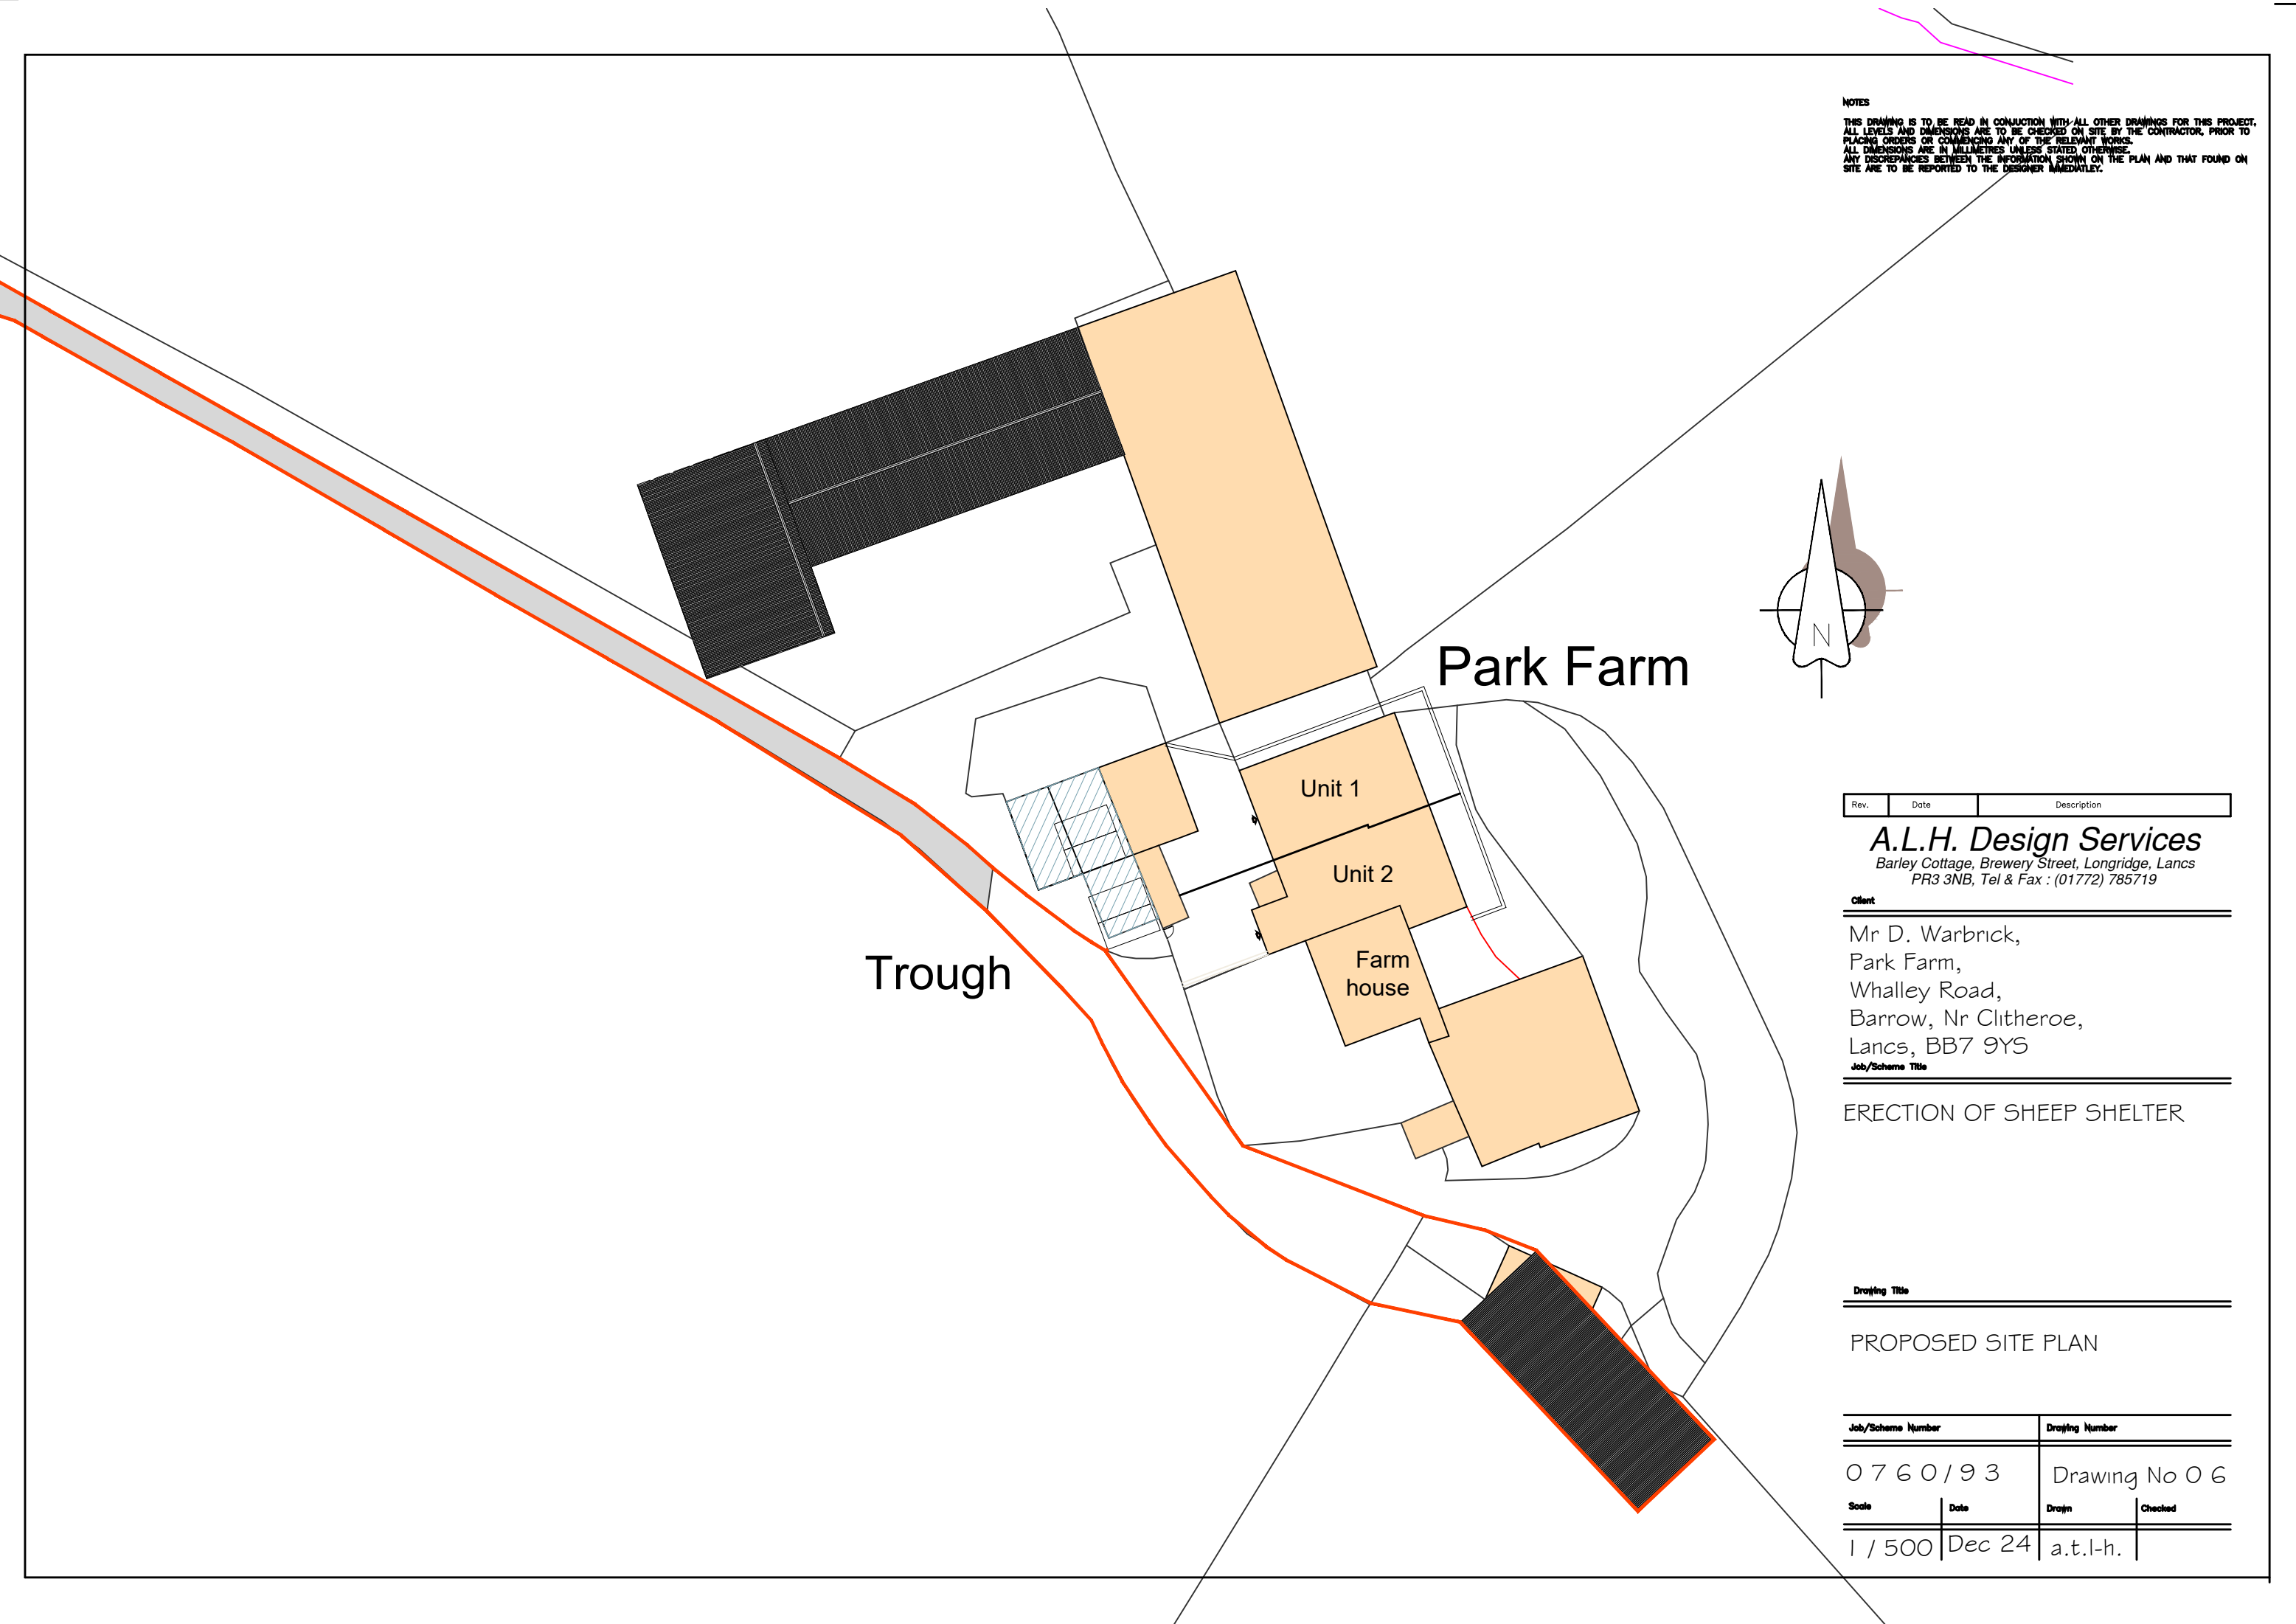 NOTES
THIS DRAWING IS TO BE READ IN CONJUCTION WITH ALL OTHER DRAWINGS FOR THIS PROJECT.
ALL LEVELS AND DIMENSIONS ARE TO BE CHECKED ON SITE BY THE CONTRACTOR, PRIOR TO
PLACING ORDERS OR COMMENCING ANY OF THE RELEVANT WORKS.
ALL DIMENSIONS ARE IN MILLIMETRES UNLESS STATED OTHERWISE.
ANY DISCREPANCIES BETWEEN THE INFORMATION SHOWN ON THE PLAN AND THAT FOUND ON
SITE ARE TO BE REPORTED TO THE DESIGNER IMMEDIATLEY.
N
Park Farm
Unit 1
Unit 2
Farm
house
Trough
Rev. Date Description
A.L.H. Design Services
Barley Cottage, Brewery Street, Longridge, Lancs
PR3 3NB, Tel & Fax : (01772) 785719
Client
Mr D. Warbrick,
Park Farm,
Whalley Road,
Barrow, Nr Clitheroe,
Lancs, BB7 9YS
Job/Scheme Title
ERECTION OF SHEEP SHELTER
Drawing Title
PROPOSED SITE PLAN
Job/Scheme Number Drawing Number
0760/93 Drawing No 06
Scale Date Drawn Checked
1/500 Dec 24 a.t.l-h.